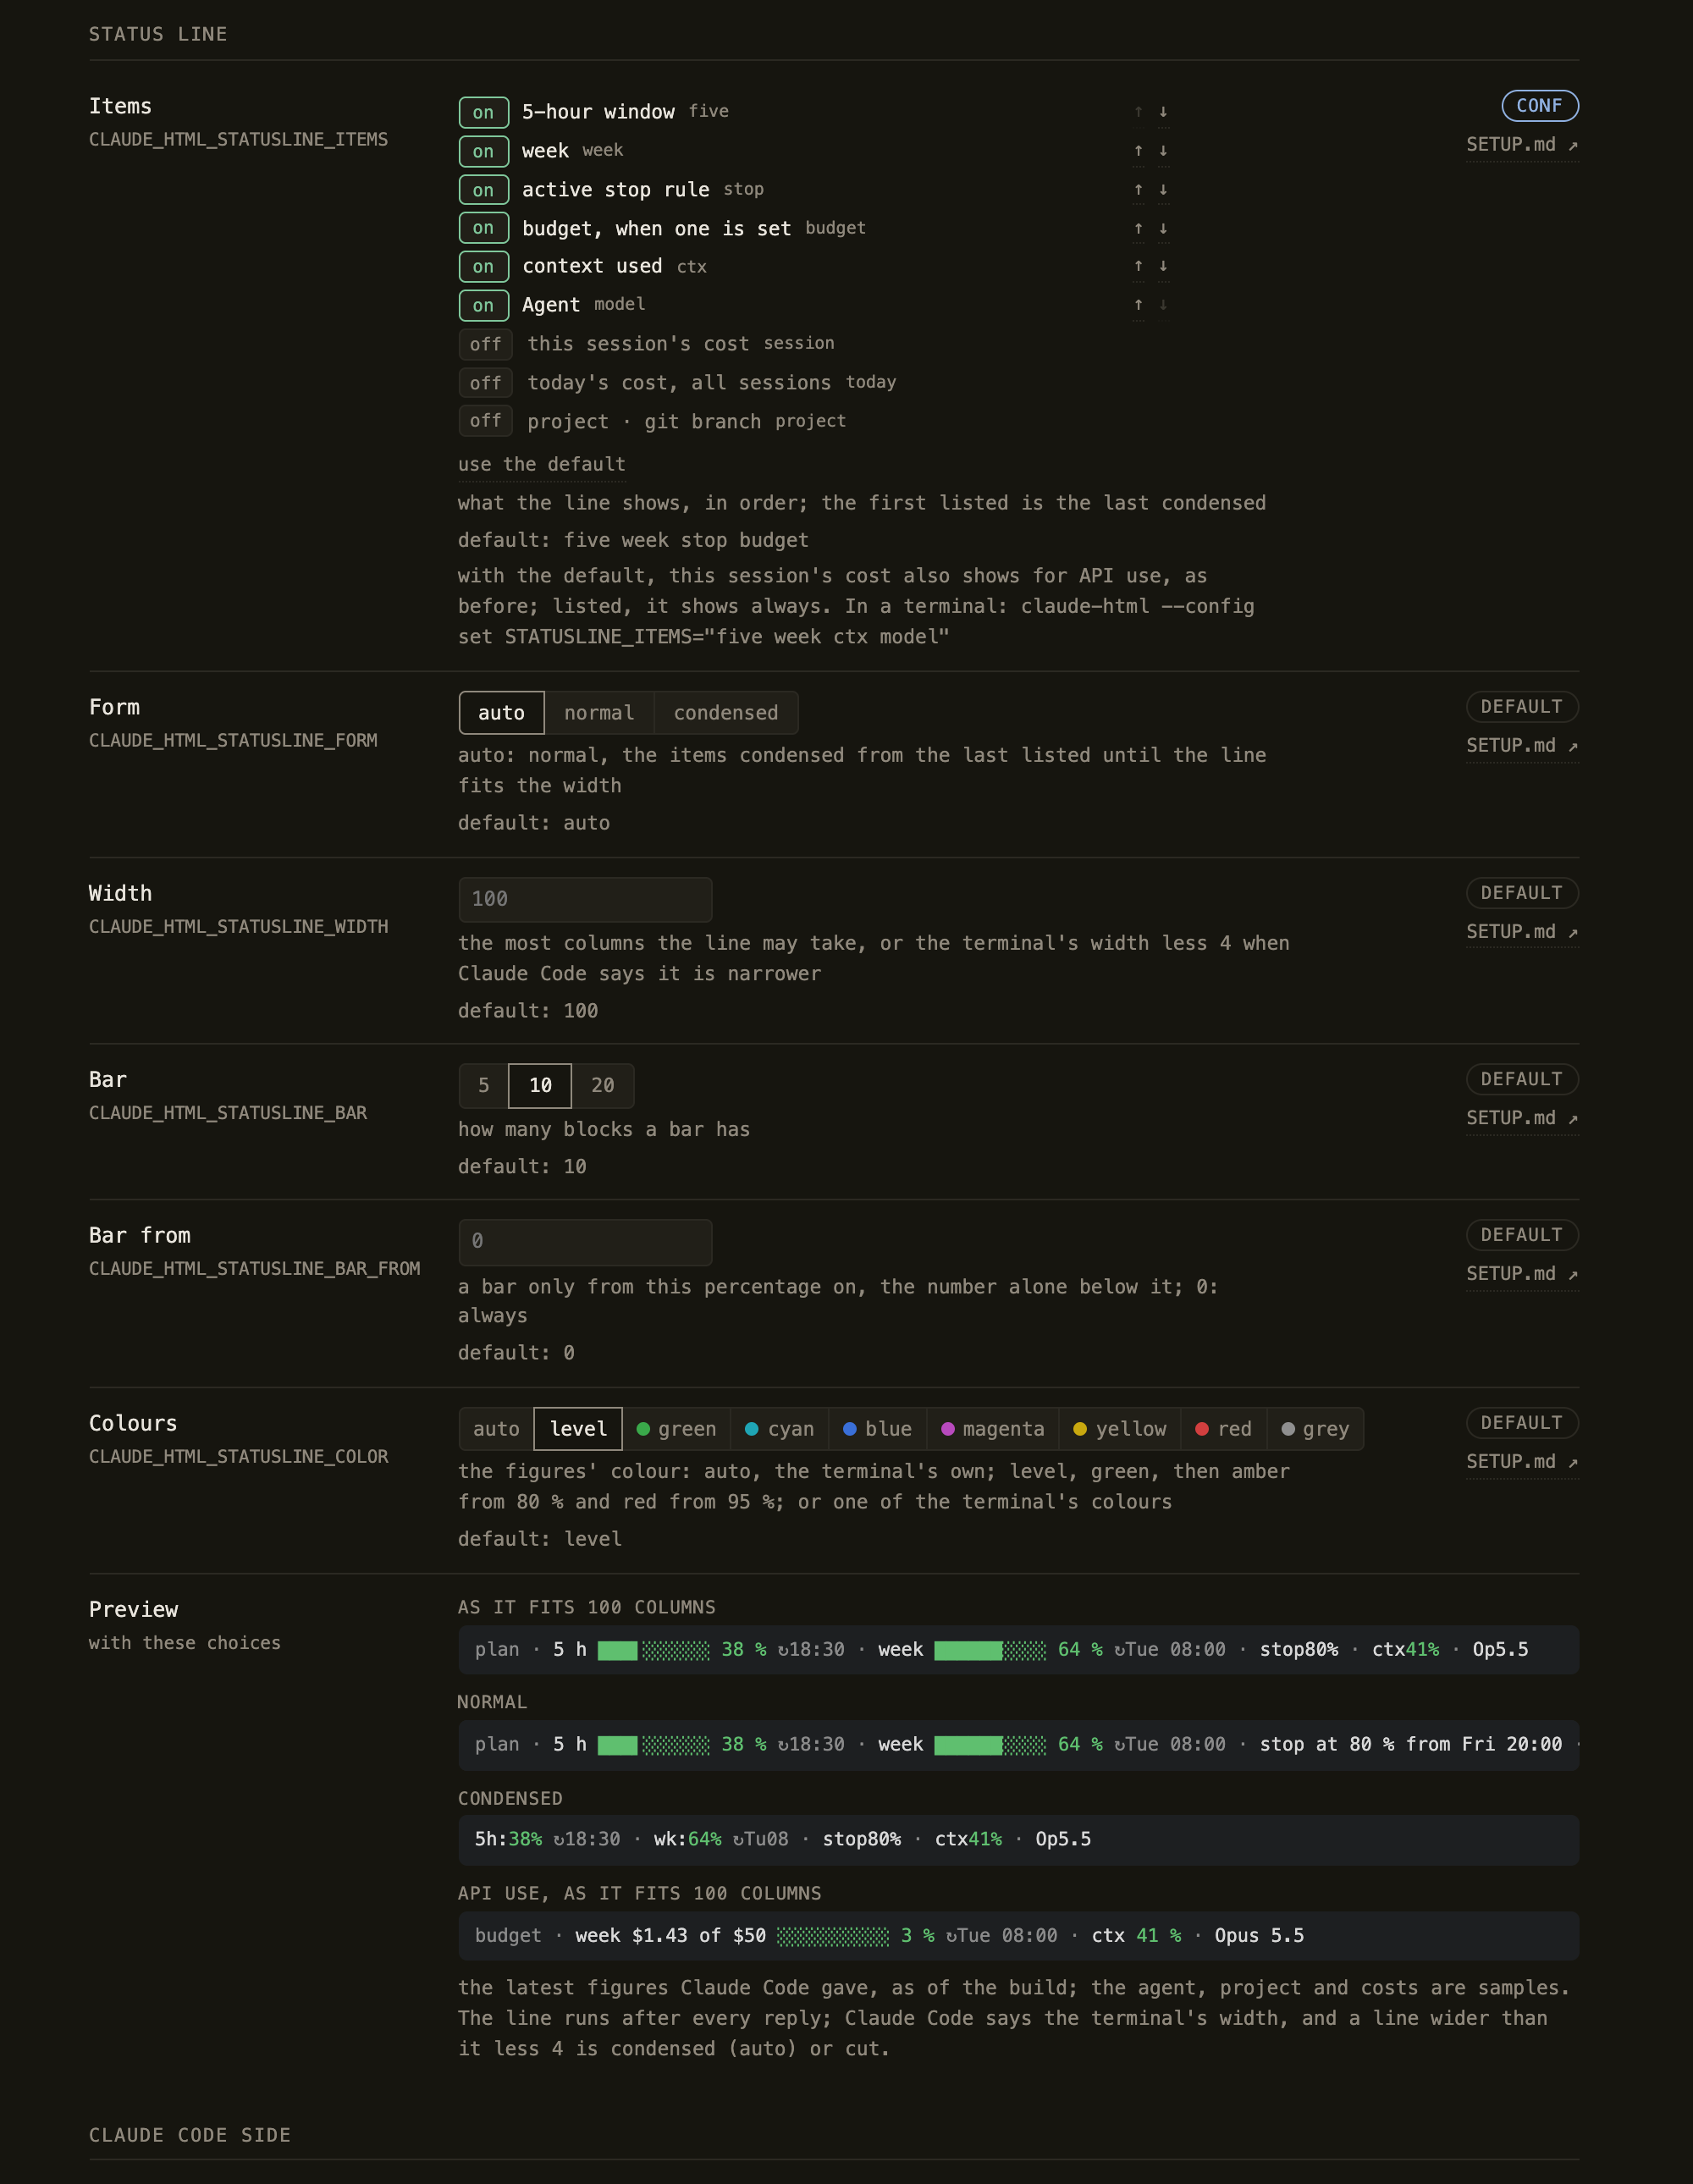 STATUS LINE
Items
CLAUDE_HTML_STATUSLINE_ITEMS
on 5-hour window five ↑ ↓
on week week ↑ ↓
on active stop rule stop ↑ ↓
on budget, when one is set budget ↑ ↓
on context used ctx ↑ ↓
on Agent model ↑ ↓
off this session's cost session
off today's cost, all sessions today
off project · git branch project
use the default
what the line shows, in order; the first listed is the last condensed
default: five week stop budget
with the default, this session's cost also shows for API use, as
before; listed, it shows always. In a terminal: claude-html --config
set STATUSLINE_ITEMS="five week ctx model"
CONF
SETUP.md ↗
Form
CLAUDE_HTML_STATUSLINE_FORM
auto normal condensed
auto: normal, the items condensed from the last listed until the line
fits the width
default: auto
DEFAULT
SETUP.md ↗
Width
CLAUDE_HTML_STATUSLINE_WIDTH
100
the most columns the line may take, or the terminal's width less 4 when
Claude Code says it is narrower
default: 100
DEFAULT
SETUP.md ↗
Bar
CLAUDE_HTML_STATUSLINE_BAR
5 10 20
how many blocks a bar has
default: 10
DEFAULT
SETUP.md ↗
Bar from
CLAUDE_HTML_STATUSLINE_BAR_FROM
0
a bar only from this percentage on, the number alone below it; 0:
always
default: 0
DEFAULT
SETUP.md ↗
Colours
CLAUDE_HTML_STATUSLINE_COLOR
auto level green cyan blue magenta yellow red grey
the figures' colour: auto, the terminal's own; level, green, then amber
from 80 % and red from 95 %; or one of the terminal's colours
default: level
DEFAULT
SETUP.md ↗
Preview
with these choices
AS IT FITS 100 COLUMNS
plan · 5 h ███░░░░░░░ 38 % ↻18:30 · week ██████░░░░ 64 % ↻Tue 08:00 · stop80% · ctx41% · Op5.5
NORMAL
plan · 5 h ███░░░░░░░ 38 % ↻18:30 · week ██████░░░░ 64 % ↻Tue 08:00 · stop at 80 % from Fri 20:00 ·
CONDENSED
5h:38% ↻18:30 · wk:64% ↻Tu08 · stop80% · ctx41% · Op5.5
API USE, AS IT FITS 100 COLUMNS
budget · week $1.43 of $50 ░░░░░░░░░░ 3 % ↻Tue 08:00 · ctx 41 % · Opus 5.5
the latest figures Claude Code gave, as of the build; the agent, project and costs are samples.
The line runs after every reply; Claude Code says the terminal's width, and a line wider than
it less 4 is condensed (auto) or cut.
CLAUDE CODE SIDE